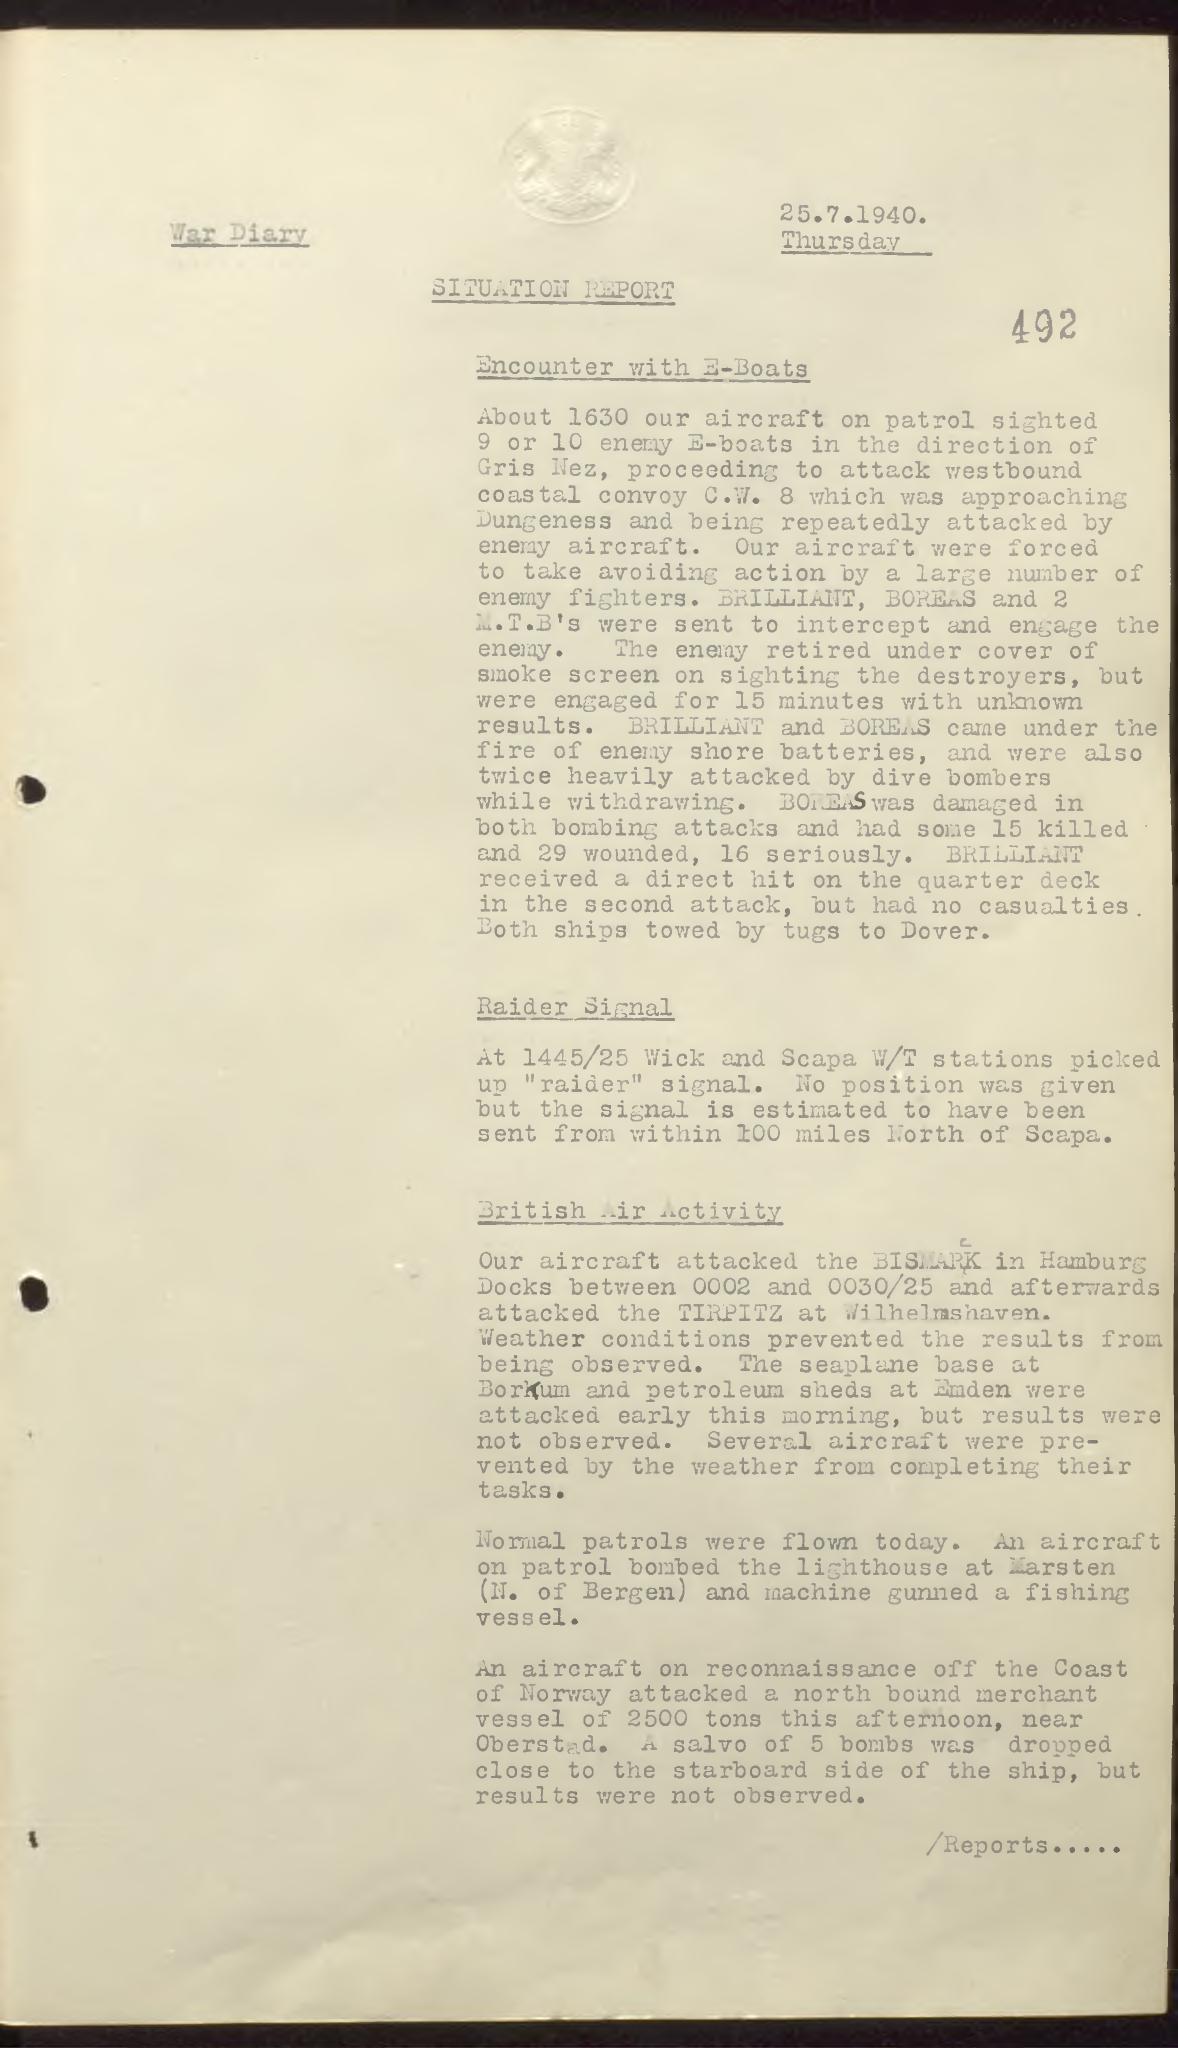 War Diary
25.7.1940.
Thursday
SITUATION REPORT
492
Encounter with E-Boats
About 1630 our aircraft on patrol sighted
9 or 10 enemy E-boats in the direction of
Gris Nez, proceeding to attack westbound
coastal convoy C.W. 8 which was approaching
Dungeness and being repeatedly attacked by
enemy aircraft. Our aircraft were forced
to take avoiding action by a large number of
enemy fighters. BRILLIANT, BOREAS and 2
M.T.B's were sent to intercept and engage the
enemy. The enemy retired under cover of
smoke screen on sighting the destroyers, but
were engaged for 15 minutes with unknown
results. BRILLIANT and BOREAS came under the
fire of enemy shore batteries, and were also
twice heavily attacked by dive bombers
while withdrawing. BOREAS was damaged in
both bombing attacks and had some 15 killed
and 29 wounded, 16 seriously. BRILLIANT
received a direct hit on the quarter deck
in the second attack, but had no casualties.
Both ships towed by tugs to Dover.
Raider Signal
At 1445/25 Wick and Scapa W/T stations picked
up "raider" signal. No position was given
but the signal is estimated to have been
sent from within 100 miles North of Scapa.
British Air Activity
Our aircraft attacked the BISMARCK in Hamburg
Docks between 0002 and 0030/25 and afterwards
attacked the TIRPITZ at Wilhelmshaven.
Weather conditions prevented the results from
being observed. The seaplane base at
Borkum and petroleum sheds at Emden were
attacked early this morning, but results were
not observed. Several aircraft were pre-
vented by the weather from completing their
tasks.
Normal patrols were flown today. An aircraft
on patrol bombed the lighthouse at Marsten
(N. of Bergen) and machine gunned a fishing
vessel.
An aircraft on reconnaissance off the Coast
of Norway attacked a north bound merchant
vessel of 2500 tons this afternoon, near
Oberstad. A salvo of 5 bombs was dropped
close to the starboard side of the ship, but
results were not observed.
/Reports.....